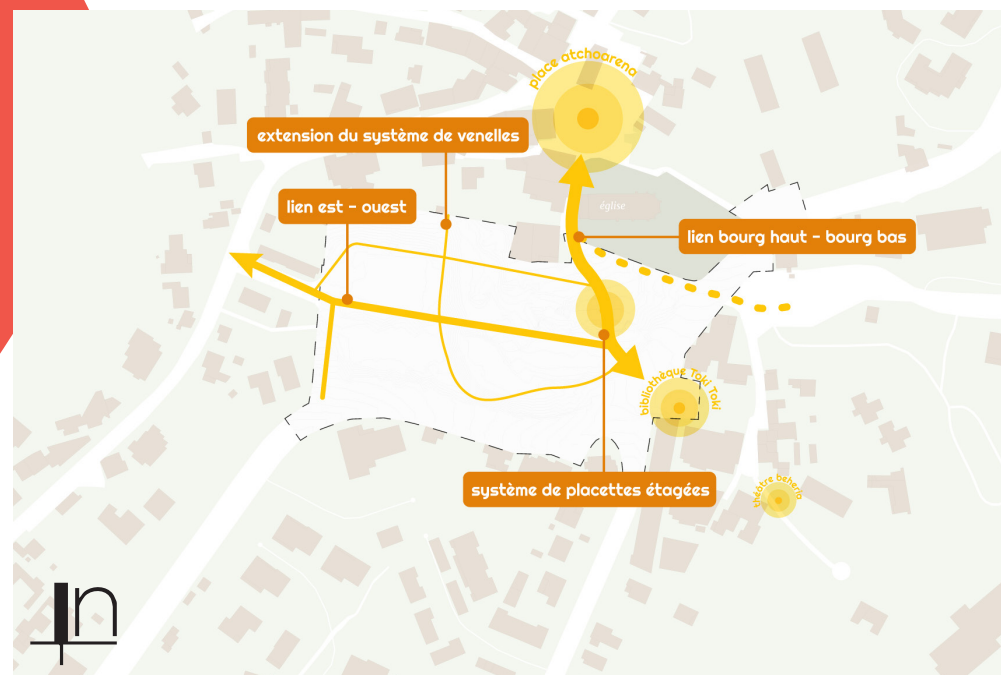 place atchoarena
extension du système de venelles
lien est - ouest
église
lien bourg haut - bourg bas
bibliothèque Toki Toki
système de placettes étagées
théâtre beheria
In